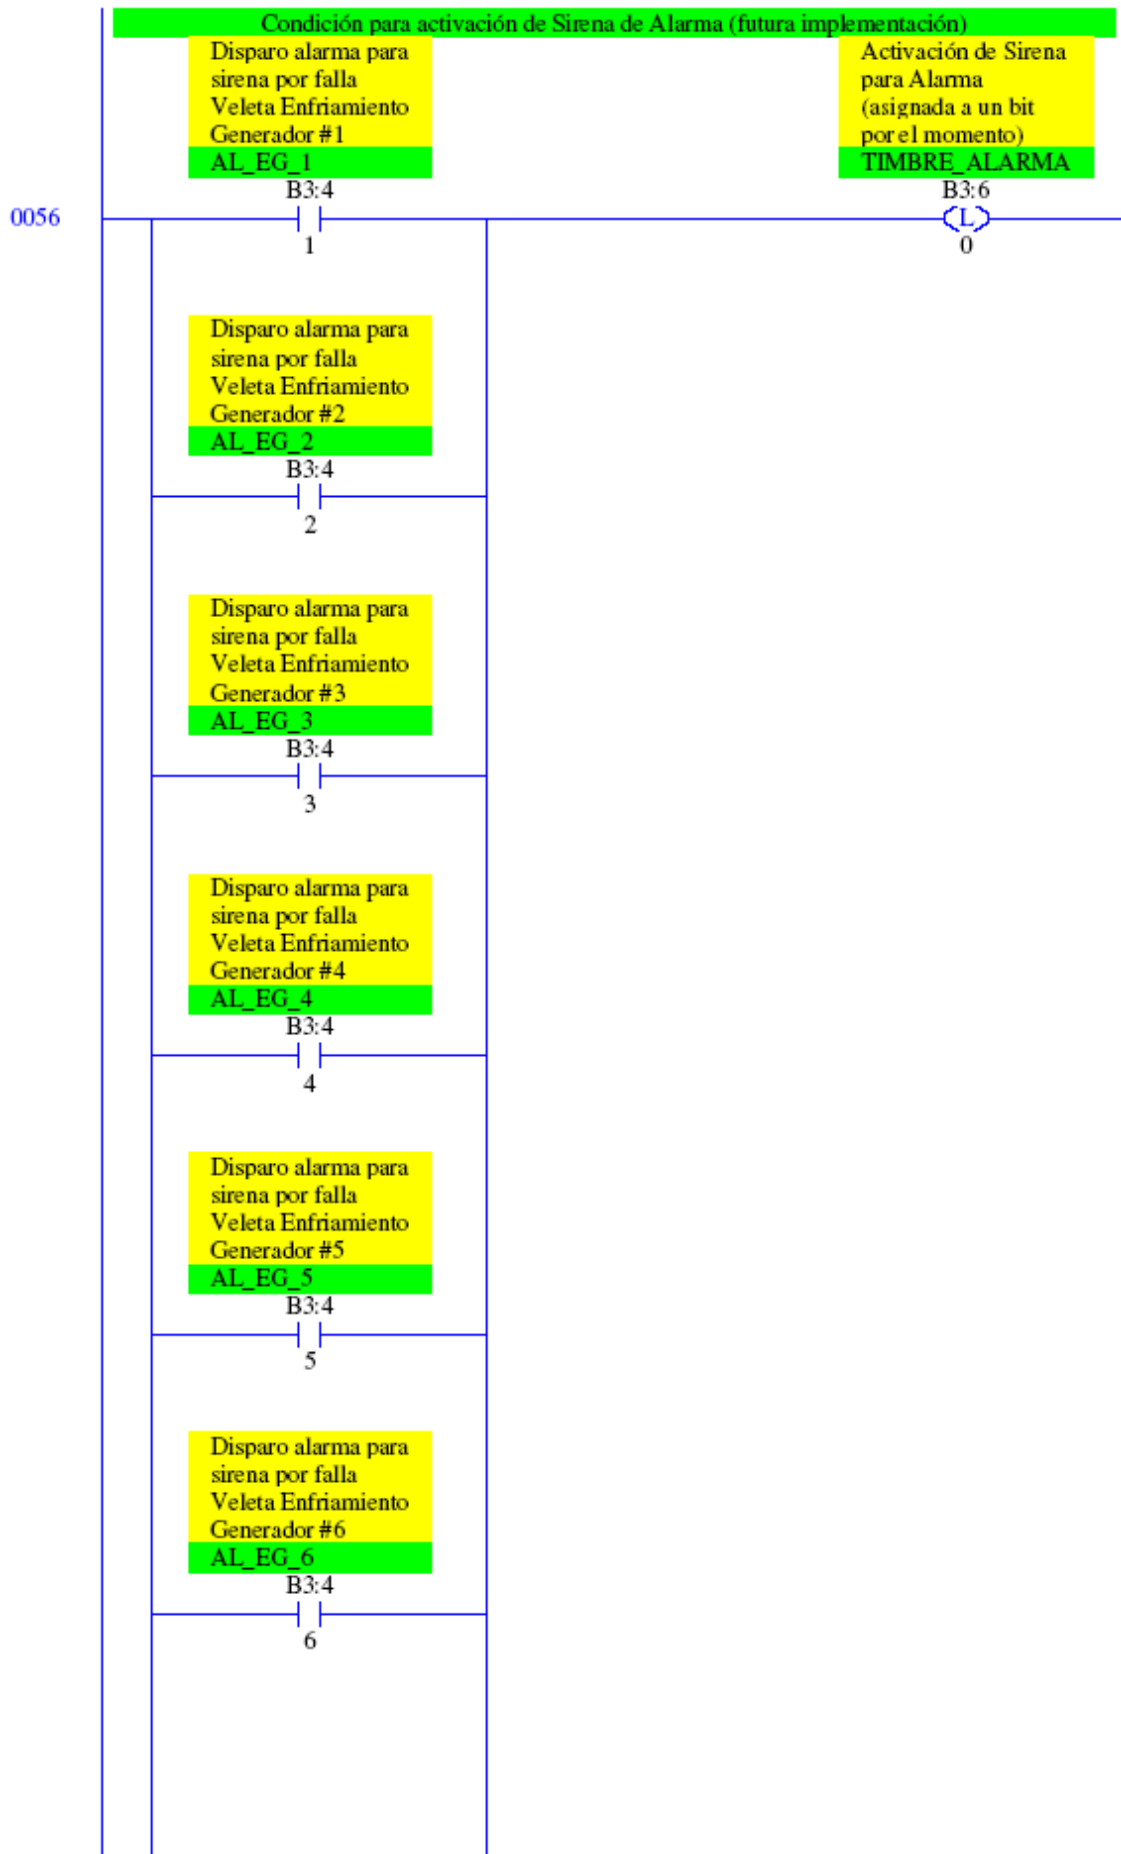 Condición para activación de Sirena de Alarma (futura implementación)
Disparo alarma para
sirena por falla
Veleta Enfriamiento
Generador #1
AL_EG_1
B3:4
1
Activación de Sirena
para Alarma
(asignada a un bit
por el momento)
TIMBRE_ALARMA
B3:6
L
0
0056
Disparo alarma para
sirena por falla
Veleta Enfriamiento
Generador #2
AL_EG_2
B3:4
2
Disparo alarma para
sirena por falla
Veleta Enfriamiento
Generador #3
AL_EG_3
B3:4
3
Disparo alarma para
sirena por falla
Veleta Enfriamiento
Generador #4
AL_EG_4
B3:4
4
Disparo alarma para
sirena por falla
Veleta Enfriamiento
Generador #5
AL_EG_5
B3:4
5
Disparo alarma para
sirena por falla
Veleta Enfriamiento
Generador #6
AL_EG_6
B3:4
6